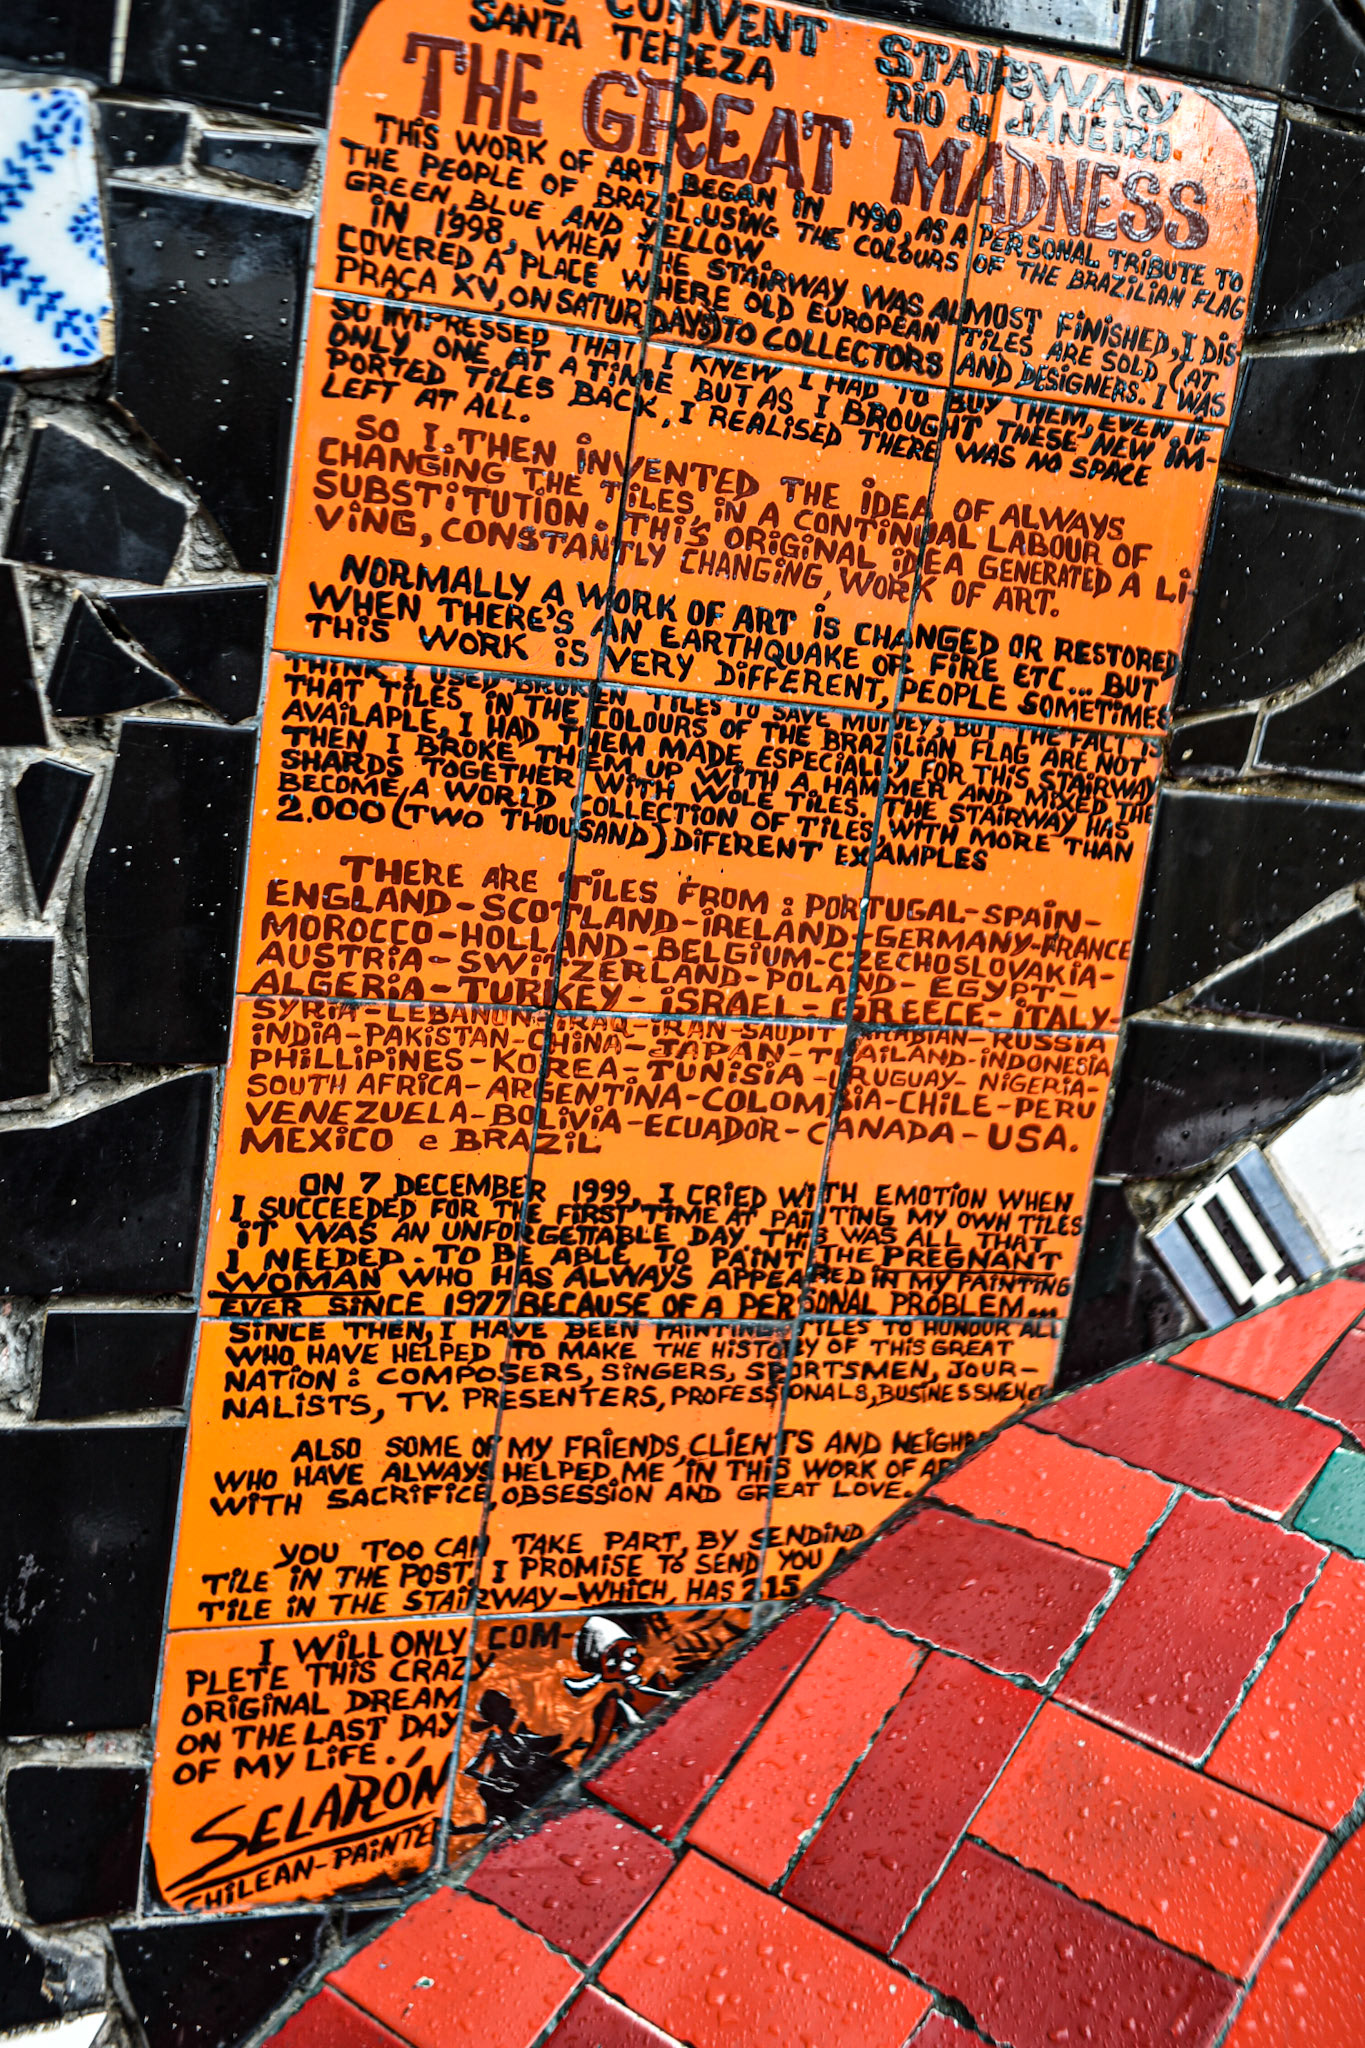 CONVENT STAIRWAY
SANTA TEREZA RIO de JANEIRO.
THE GREAT MADNESS
THIS WORK OF ART BEGAN IN 1990, AS A PERSONAL TRIBUTE TO
THE PEOPLE OF BRAZIL.USING THE COLOURS OF THE BRAZILIAN FLAG
GREEN, BLUE AND YELLOW
IN 1998, WHEN THE STAIRWAY WAS ALMOST FINISHED, I DIS
COVERED A PLACE WHERE OLD EUROPEAN TILES ARE SOLD (AT
PRAÇA XV, ON SATURDAYS) TO COLLECTORS AND DESIGNERS. I WAS
SO IMPRESSED THAT I KNEW I HAD TO BUY THEM, EVEN IF
ONLY ONE AT A TIME BUT AS I BROUGHT THESE NEW IM-
PORTED TILES BACK, I REALISED THERE WAS NO SPACE
LEFT AT ALL.
SO I, THEN INVENTED THE IDEA OF ALWAYS
CHANGING THE TILES, IN A CONTINUAL LABOUR OF
SUBSTITUTION. THIS ORIGINAL IDEA GENERATED A LI-
VING, CONSTANTLY CHANGING, WORK OF ART.
NORMALLY A WORK OF ART IS CHANGED OR RESTORED
WHEN THERE'S AN EARTHQUAKE OR FIRE ETC... BUT
THIS WORK IS VERY DIFFERENT, PEOPLE SOMETIMES
THINK I USED BROKEN TILES TO SAVE MONEY; BUT THE FACT IS
THAT TILES IN THE COLOURS OF THE BRAZILIAN FLAG ARE NOT
AVAILAPLE, I HAD THEM MADE ESPECIALLY FOR THIS STAIRWAY
THEN I BROKE THEM UP WITH A HAMMER AND MIXED THE
SHARDS TOGETHER WITH WOLE TILES. THE STAIRWAY HAS
BECOME A WORLD COLLECTION OF TILES WITH MORE THAN
2.000 (TWO THOUSAND) DIFERENT EXAMPLES
THERE ARE TILES FROM : PORTUGAL-SPAIN-
ENGLAND-SCOTLAND-IRELAND-GERMANY-FRANCE
MOROCCO-HOLLAND-BELGIUM-CZECHOSLOVAKIA-
AUSTRIA-SWITZERLAND-POLAND-EGYPT-
ALGERIA-TURKEY-ISRAEL-GREECE-ITALY-
SYRIA-LEBANON-IRAQ-IRAN-SAUDIT ARABIAN-RUSSIA
INDIA-PAKISTAN-CHINA-JAPAN-THAILAND-INDONESIA
PHILLIPINES-KOREA-TUNISIA-URUGUAY-NIGERIA-
SOUTH AFRICA-ARGENTINA-COLOMBIA-CHILE-PERU
VENEZUELA-BOLIVIA-ECUADOR-CANADA-USA.
MEXICO e BRAZIL
ON 7 DECEMBER 1999, I CRIED WITH EMOTION WHEN
I SUCCEEDED FOR THE FIRST TIME AT PAINTING MY OWN TILES
IT WAS AN UNFORGETTABLE DAY THIS WAS ALL THAT
I NEEDED. TO BE ABLE TO PAINT THE PREGNANT
WOMAN WHO HAS ALWAYS APPEARED IN MY PAINTING
EVER SINCE 1977 BECAUSE OF A PERSONAL PROBLEM...
SINCE THEN, I HAVE BEEN PAINTING TILES TO HONOUR ALL
WHO HAVE HELPED TO MAKE THE HISTORY OF THIS GREAT
NATION : COMPOSERS, SINGERS, SPORTSMEN, JOUR-
NALISTS, TV. PRESENTERS, PROFESSIONALS, BUSINESSMEN
ALSO SOME OF MY FRIENDS, CLIENTS AND
WHO HAVE ALWAYS HELPED ME IN THIS WORK OF
WITH SACRIFICE, OBSESSION AND GREAT LOVE.
YOU TOO CAN TAKE PART, BY SENDIND
TILE IN THE POST, I PROMISE TO SEND YOU
TILE IN THE STAIRWAY-WHICH, HAS 215
I WILL ONLY COM-
PLETE THIS CRAZY
ORIGINAL DREAM
ON THE LAST DAY
OF MY LIFE.
SELARÓN
CHILEAN-PAINTER